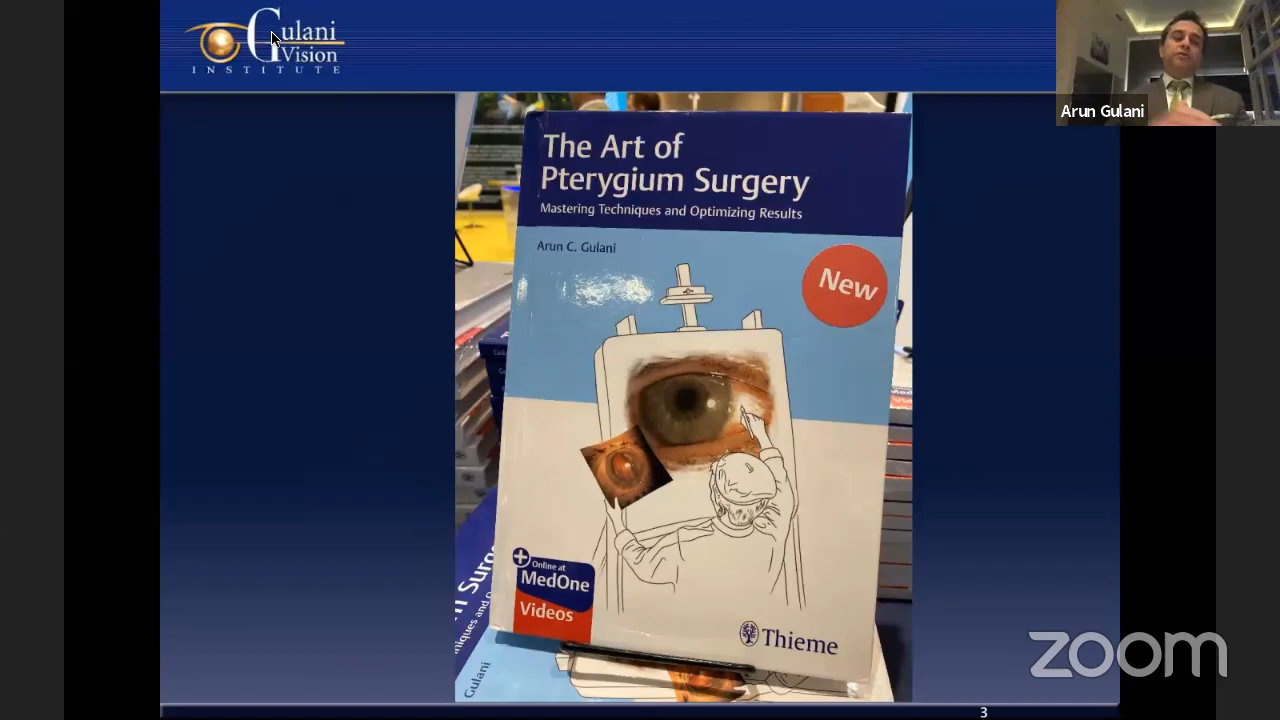 Gulani
Vision
INSTITUTE
Arun Gulani
The Art of
Pterygium Surgery
Mastering Techniques and Optimizing Results
Arun C. Gulani
New
Online at
MedOne
Videos
Thieme
Gulani
zoom
3